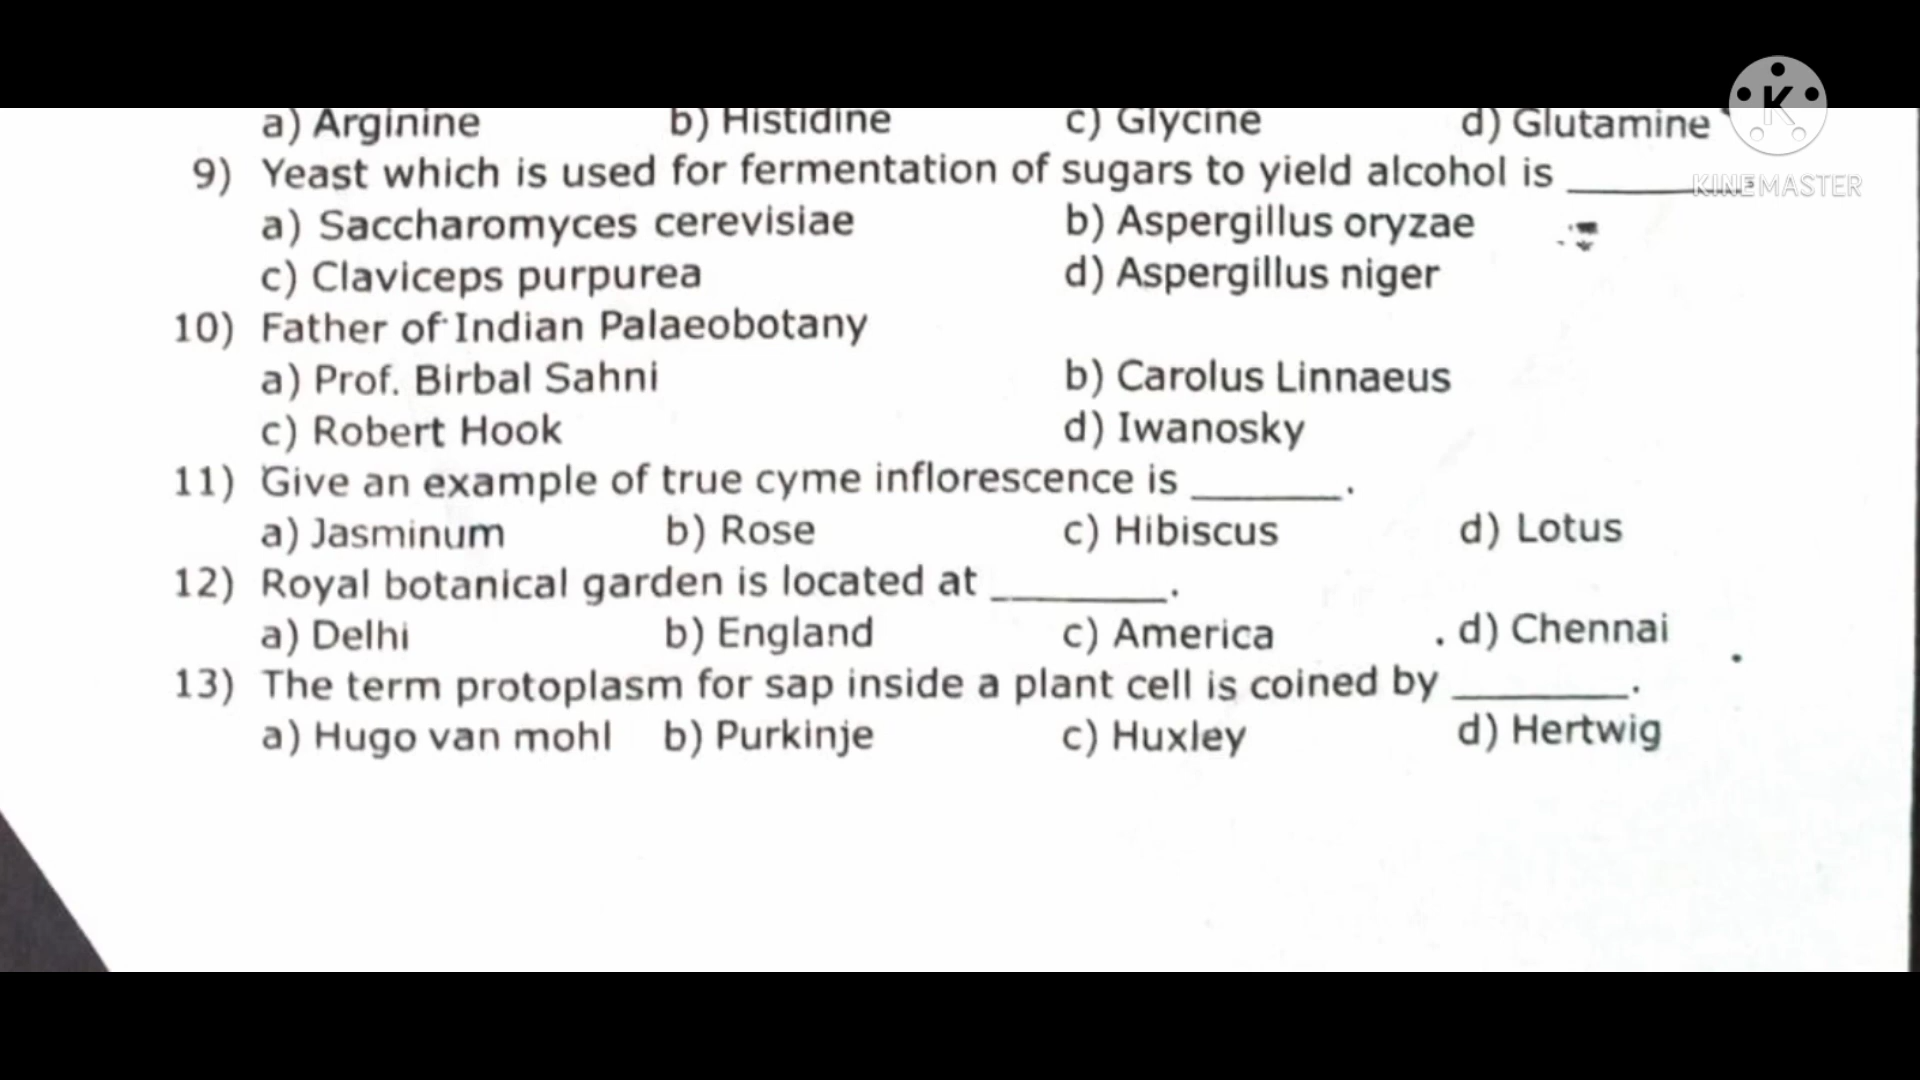 a) Arginine b) Histidine c) Glycine d) Glutamine
K
9) Yeast which is used for fermentation of sugars to yield alcohol is ________.
KINEMASTER
a) Saccharomyces cerevisiae b) Aspergillus oryzae
c) Claviceps purpurea d) Aspergillus niger
10) Father of Indian Palaeobotany
a) Prof. Birbal Sahni b) Carolus Linnaeus
c) Robert Hook d) Iwanosky
11) Give an example of true cyme inflorescence is _______.
a) Jasminum b) Rose c) Hibiscus d) Lotus
12) Royal botanical garden is located at ________.
a) Delhi b) England c) America d) Chennai
13) The term protoplasm for sap inside a plant cell is coined by ________.
a) Hugo van mohl b) Purkinje c) Huxley d) Hertwig